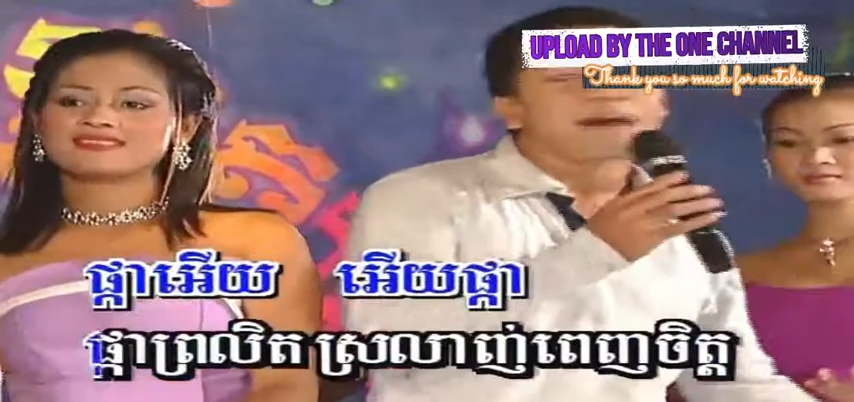 UPLOAD BY THE ONE CHANNEL
Thank you so much for watching
ផ្កាអើយ អើយផ្កា
ផ្កាព្រលិត ស្រលាញ់ពេញចិត្ត